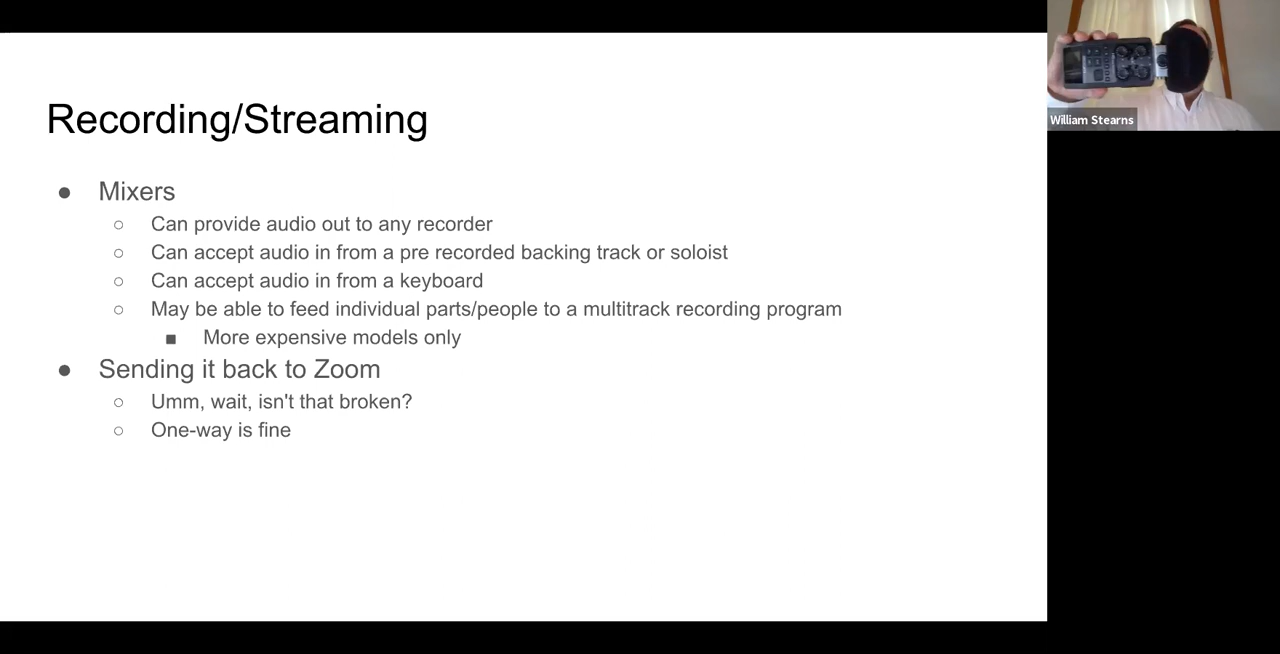 Recording/Streaming
● Mixers
○ Can provide audio out to any recorder
○ Can accept audio in from a pre recorded backing track or soloist
○ Can accept audio in from a keyboard
○ May be able to feed individual parts/people to a multitrack recording program
■ More expensive models only
● Sending it back to Zoom
○ Umm, wait, isn't that broken?
○ One-way is fine
William Stearns